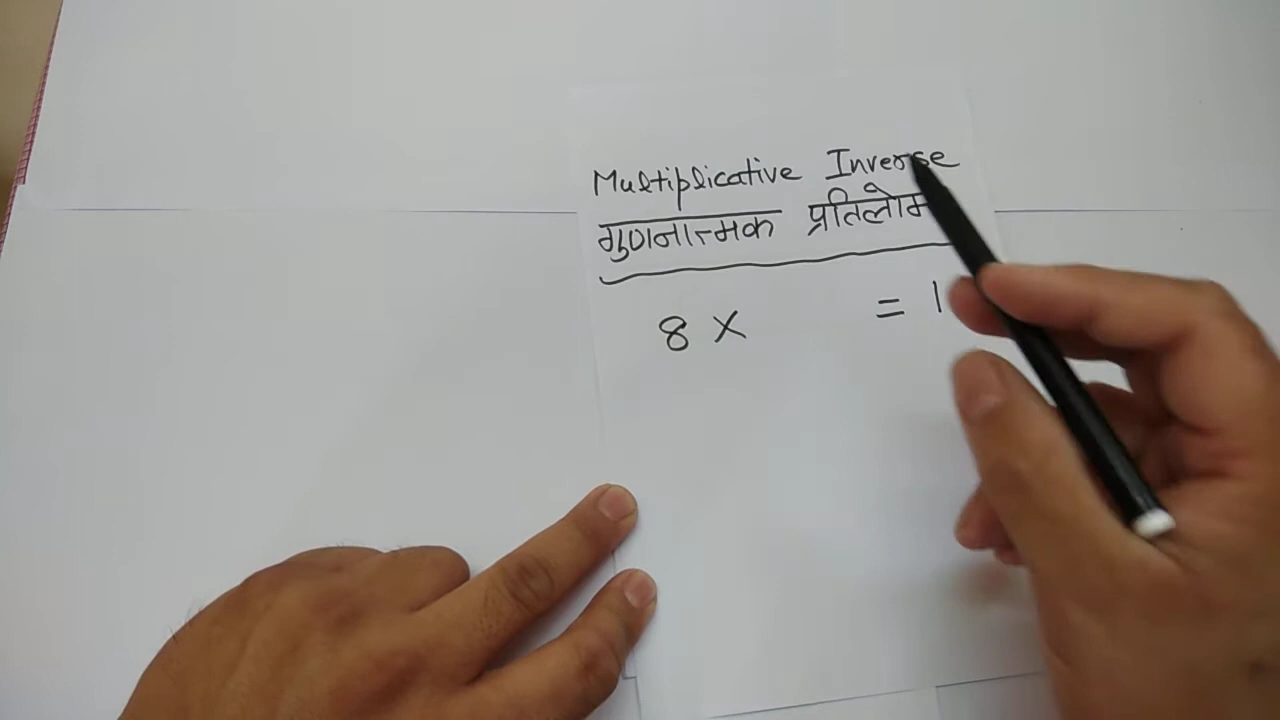 Multiplicative Inverse
गुणनात्मक प्रतिलोम
8 × = 1